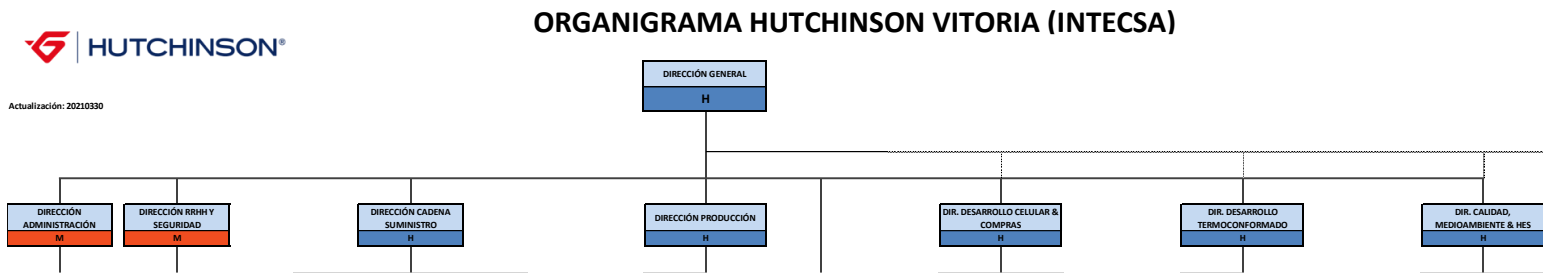 ORGANIGRAMA HUTCHINSON VITORIA (INTECSA)
HUTCHINSON®
DIRECCIÓN GENERAL
H
Actualización: 20210330
DIRECCIÓN
ADMINISTRACIÓN
M
DIRECCIÓN RRHH Y
SEGURIDAD
M
DIRECCIÓN CADENA
SUMINISTRO
H
DIRECCIÓN PRODUCCIÓN
H
DIR. DESARROLLO CELULAR &
COMPRAS
H
DIR. DESARROLLO
TERMOCONFORMADO
H
DIR. CALIDAD,
MEDIOAMBIENTE & HES
H